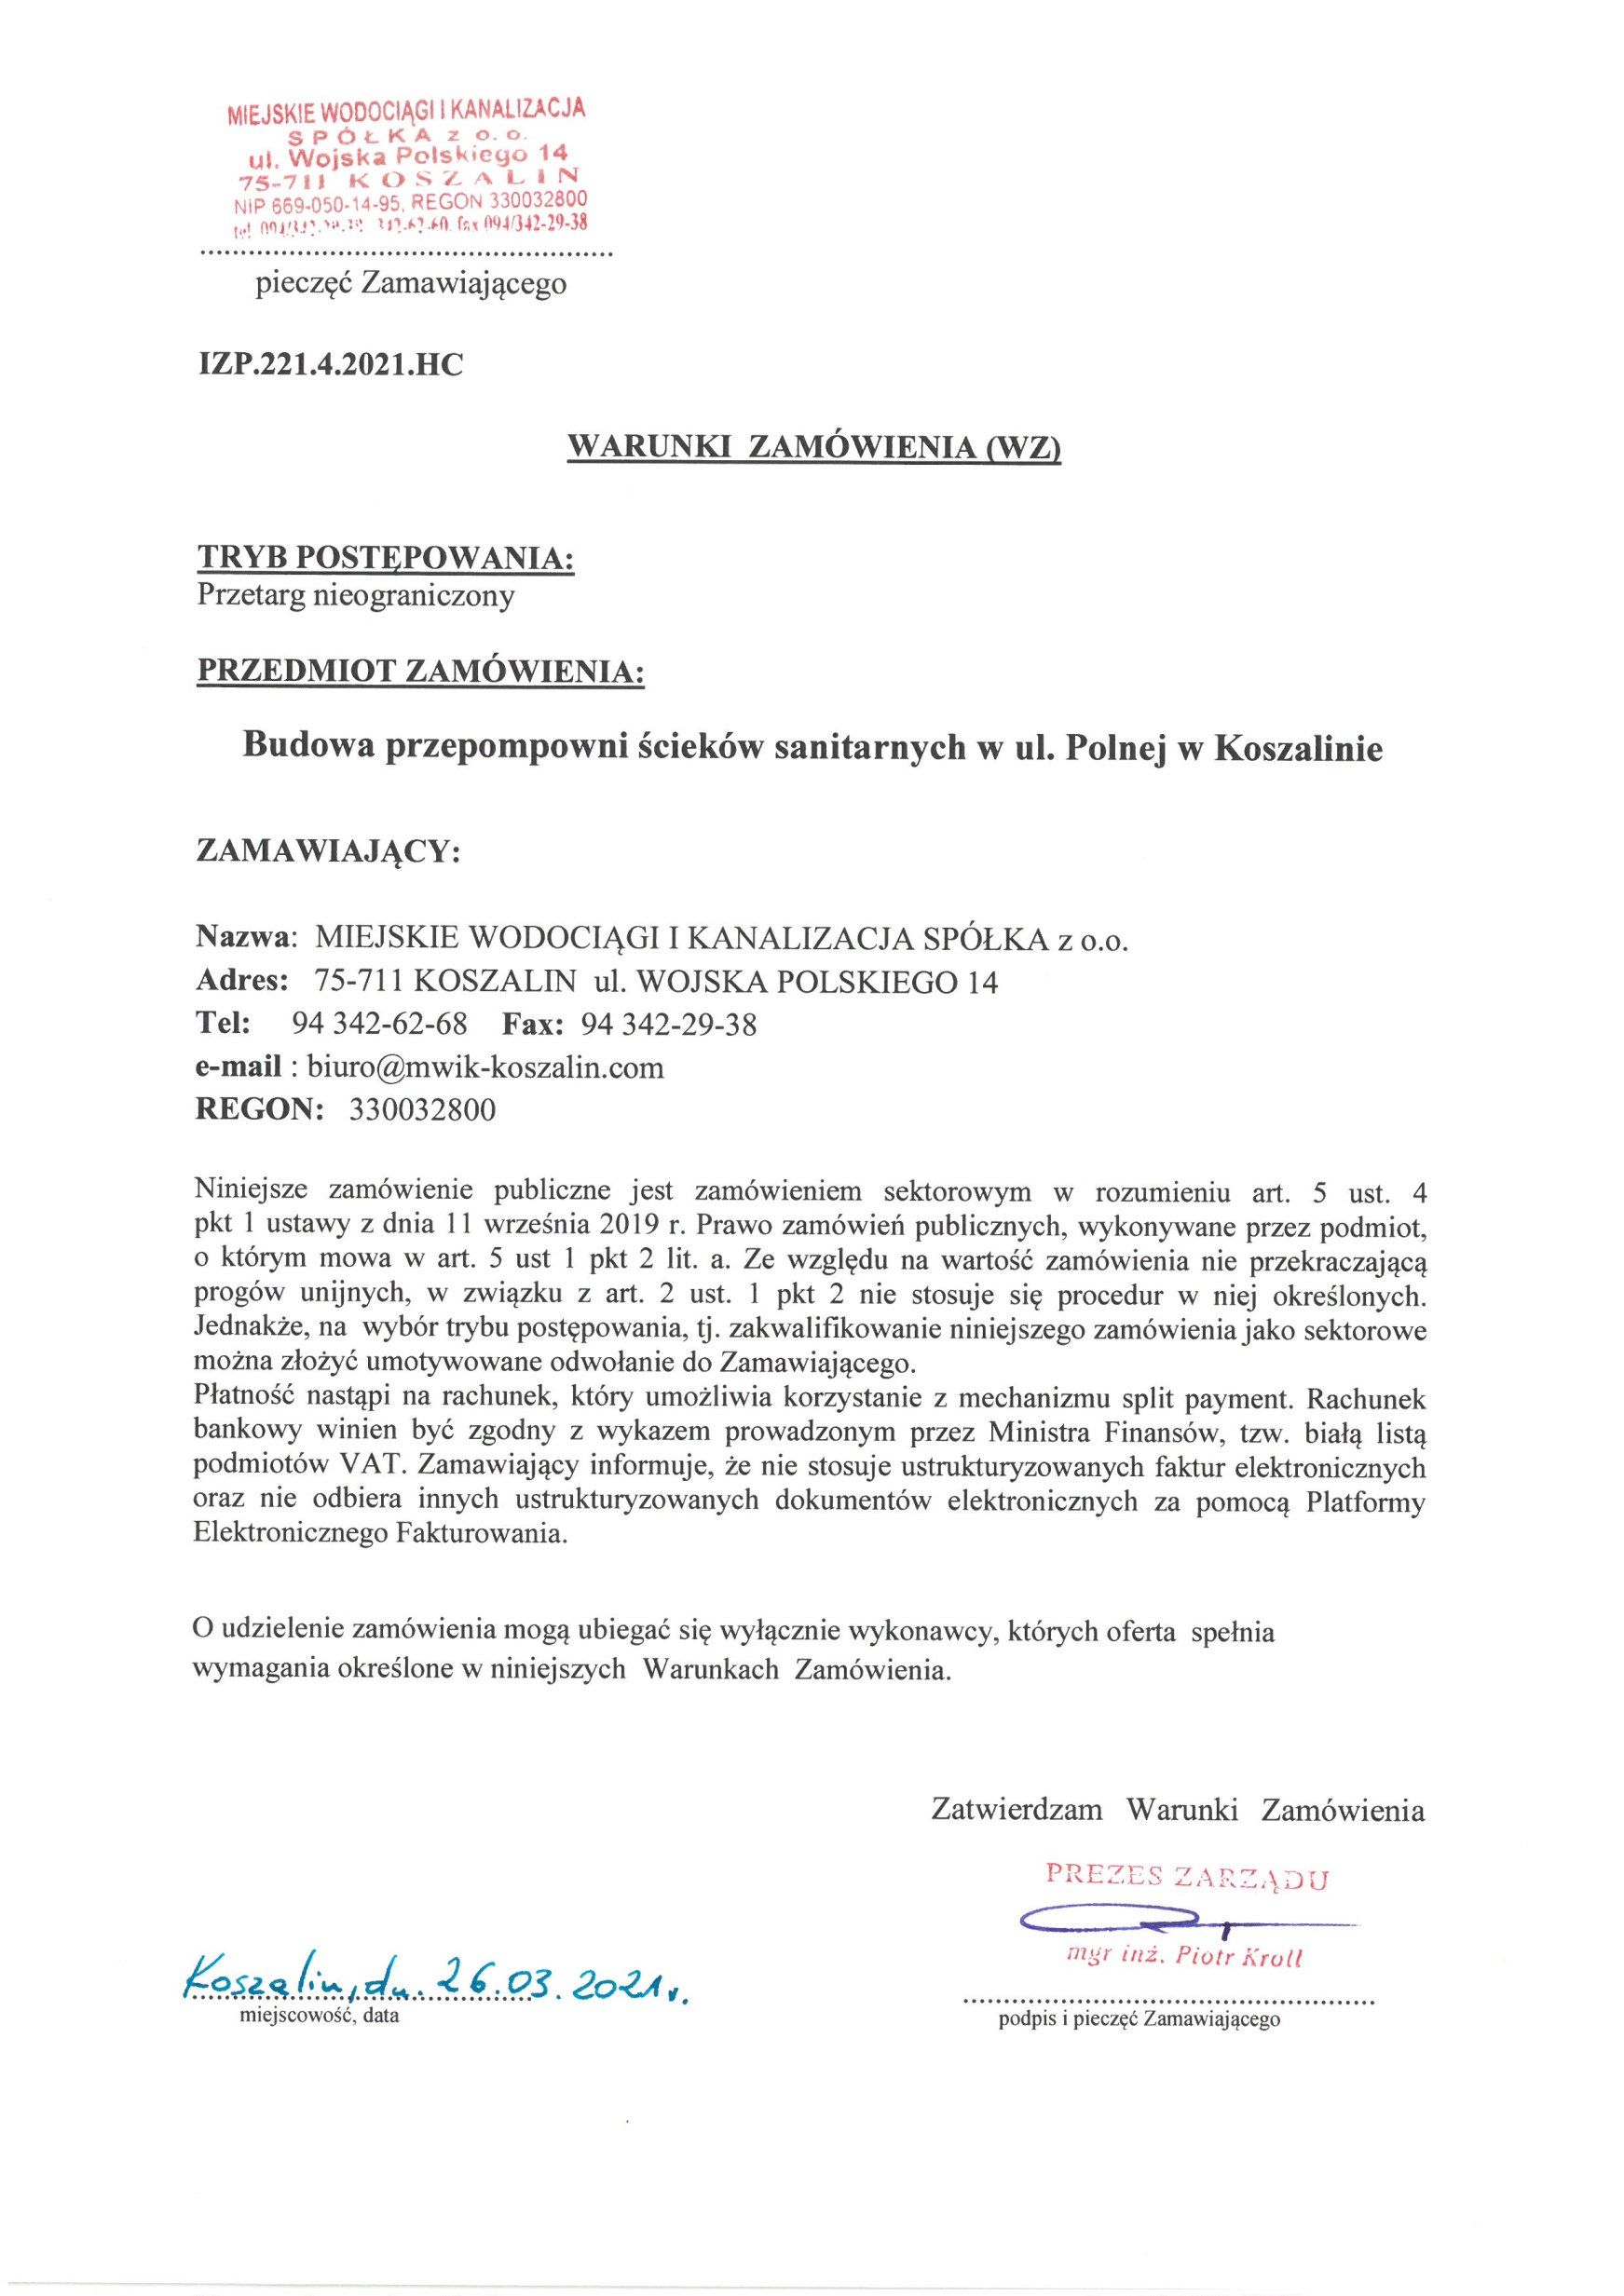 MIEJSKIE WODOCIĄGI I KANALIZACJA
SPÓŁKA z o.o.
ul. Wojska Polskiego 14
75-711 KOSZALIN
NIP 669-050-14-95, REGON 330032800
tel. fax 094/342-29-38
pieczęć Zamawiającego
IZP.221.4.2021.HC
WARUNKI ZAMÓWIENIA (WZ)
TRYB POSTĘPOWANIA:
Przetarg nieograniczony
PRZEDMIOT ZAMÓWIENIA:
Budowa przepompowni ścieków sanitarnych w ul. Polnej w Koszalinie
ZAMAWIAJĄCY:
Nazwa: MIEJSKIE WODOCIĄGI I KANALIZACJA SPÓŁKA z o.o.
Adres: 75-711 KOSZALIN ul. WOJSKA POLSKIEGO 14
Tel: 94 342-62-68 Fax: 94 342-29-38
e-mail : biuro@mwik-koszalin.com
REGON: 330032800
Niniejsze zamówienie publiczne jest zamówieniem sektorowym w rozumieniu art. 5 ust. 4
pkt 1 ustawy z dnia 11 września 2019 r. Prawo zamówień publicznych, wykonywane przez podmiot,
o którym mowa w art. 5 ust 1 pkt 2 lit. a. Ze względu na wartość zamówienia nie przekraczającą
progów unijnych, w związku z art. 2 ust. 1 pkt 2 nie stosuje się procedur w niej określonych.
Jednakże, na wybór trybu postępowania, tj. zakwalifikowanie niniejszego zamówienia jako sektorowe
można złożyć umotywowane odwołanie do Zamawiającego.
Płatność nastąpi na rachunek, który umożliwia korzystanie z mechanizmu split payment. Rachunek
bankowy winien być zgodny z wykazem prowadzonym przez Ministra Finansów, tzw. białą listą
podmiotów VAT. Zamawiający informuje, że nie stosuje ustrukturyzowanych faktur elektronicznych
oraz nie odbiera innych ustrukturyzowanych dokumentów elektronicznych za pomocą Platformy
Elektronicznego Fakturowania.
O udzielenie zamówienia mogą ubiegać się wyłącznie wykonawcy, których oferta spełnia
wymagania określone w niniejszych Warunkach Zamówienia.
Zatwierdzam Warunki Zamówienia
PREZES ZARZĄDU
mgr inż. Piotr Kroll
Koszalin, dn. 26.03.2021r.
miejscowość, data
podpis i pieczęć Zamawiającego